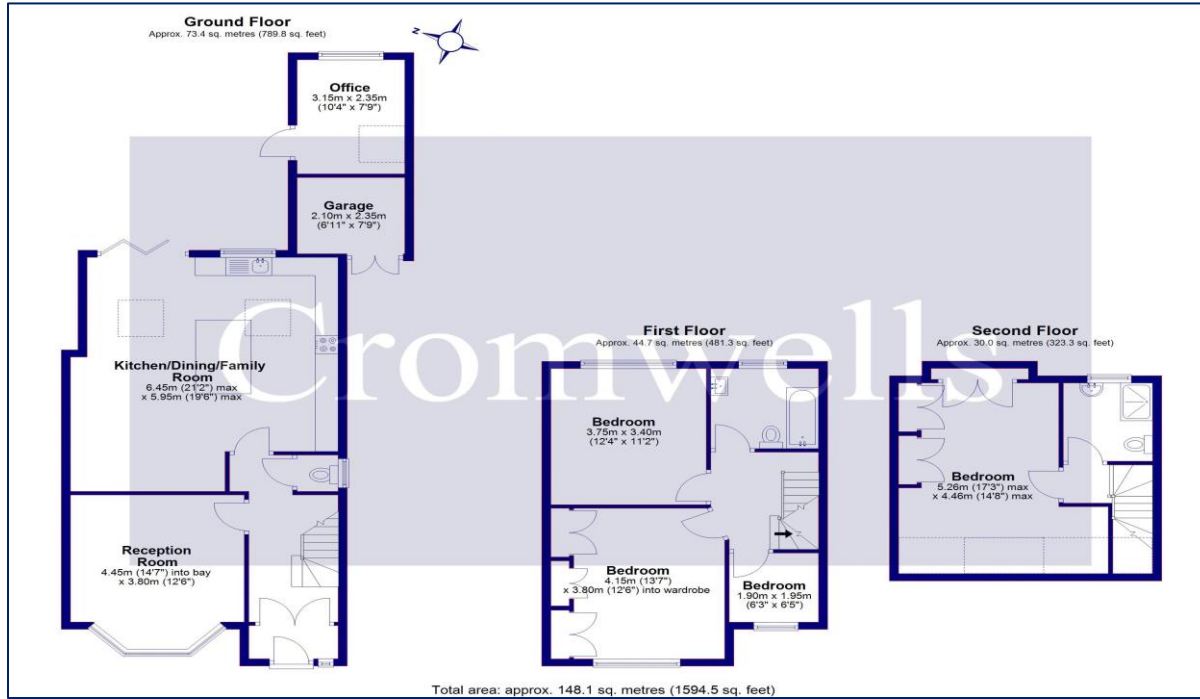 Ground Floor
Approx. 73.4 sq. metres (789.8 sq. feet)
N
Office
3.15m x 2.35m
(10'4" x 7'9")
Garage
2.10m x 2.35m
(6'11" x 7'9")
Kitchen/Dining/Family
Room
6.45m (21'2") max
x 5.95m (19'6") max
Reception
Room
4.45m (14'7") into bay
x 3.80m (12'6")
Cromwells
First Floor
Approx. 44.7 sq. metres (481.3 sq. feet)
Bedroom
3.75m x 3.40m
(12'4" x 11'2")
Bedroom
4.15m (13'7")
x 3.80m (12'6") into wardrobe
Bedroom
1.90m x 1.95m
(6'3" x 6'5")
Second Floor
Approx. 30.0 sq. metres (323.3 sq. feet)
Bedroom
5.26m (17'3") max
x 4.46m (14'8") max
Total area: approx. 148.1 sq. metres (1594.5 sq. feet)